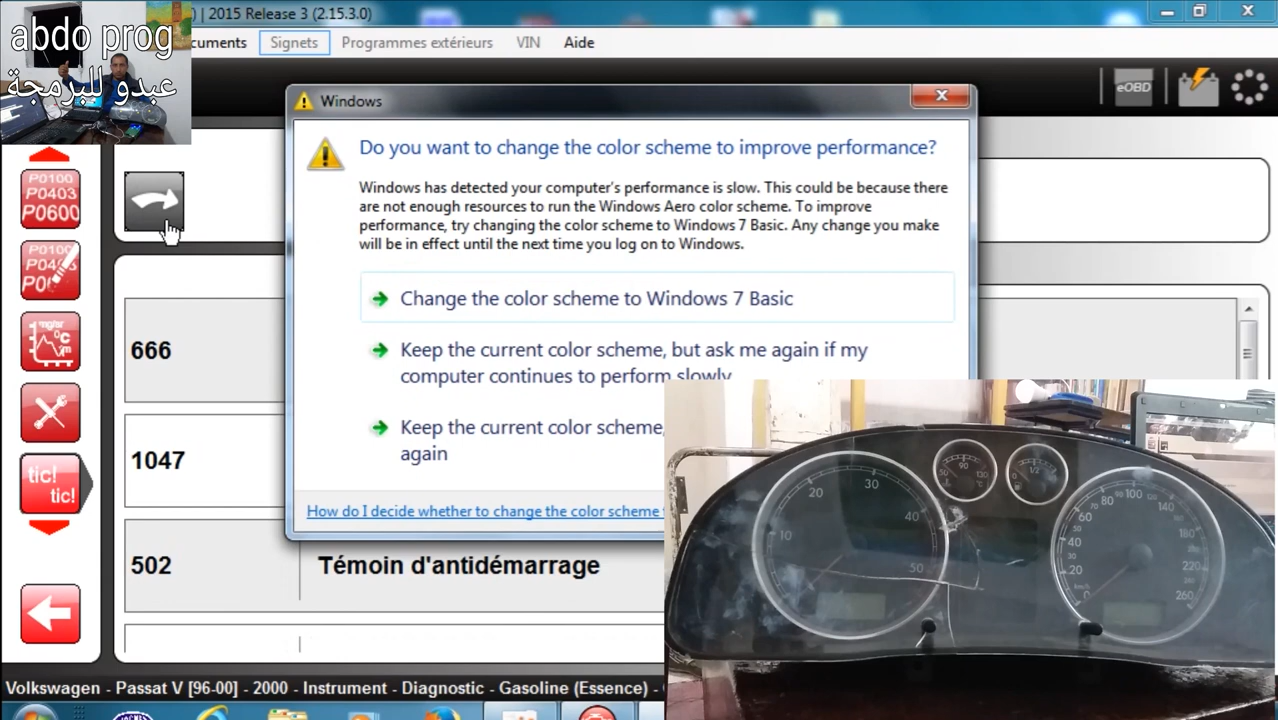 ) | 2015 Release 3 (2.15.3.0)
abdo prog
عبدو للبرمجة
cuments
Signets
Programmes extérieurs
VIN
Aide
eOBD
Windows
Do you want to change the color scheme to improve performance?
Windows has detected your computer's performance is slow. This could be because there
are not enough resources to run the Windows Aero color scheme. To improve
performance, try changing the color scheme to Windows 7 Basic. Any change you make
will be in effect until the next time you log on to Windows.
Change the color scheme to Windows 7 Basic
Keep the current color scheme, but ask me again if my
computer continues to perform slowly
Keep the current color scheme,
again
How do I decide whether to change the color scheme
P0100
P0403
P0600
P0100
mg/sr
°C
tic!
tic!
666
1047
502
Témoin d'antidémarrage
10
20
30
40
50
50
90
130
°C
1/2
0
20
40
60
80
100
120
140
180
220
260
km/h
Volkswagen - Passat V [96-00] - 2000 - Instrument - Diagnostic - Gasoline (Essence) -